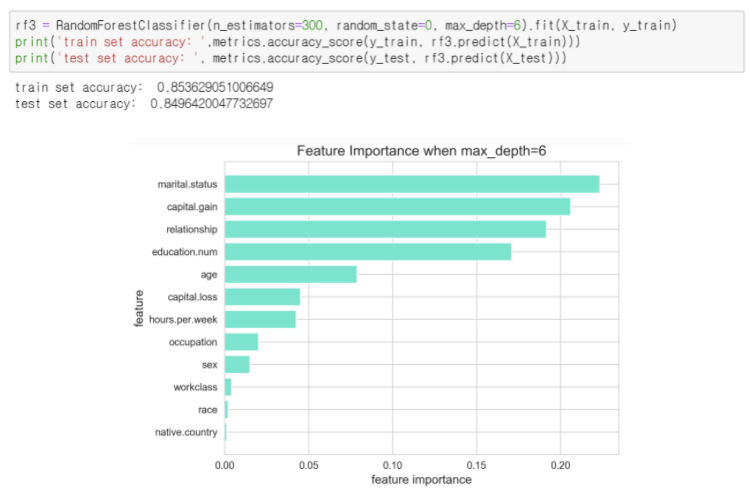 rf3 = RandomForestClassifier(n_estimators=300, random_state=0, max_depth=6).fit(X_train, y_train)
print('train set accuracy: ',metrics.accuracy_score(y_train, rf3.predict(X_train)))
print('test set accuracy: ', metrics.accuracy_score(y_test, rf3.predict(X_test)))
train set accuracy:  0.853629051006649
test set accuracy:  0.8496420047732697
Feature Importance when max_depth=6
feature
marital.status
capital.gain
relationship
education.num
age
capital.loss
hours.per.week
occupation
sex
workclass
race
native.country
0.00 0.05 0.10 0.15 0.20
feature importance